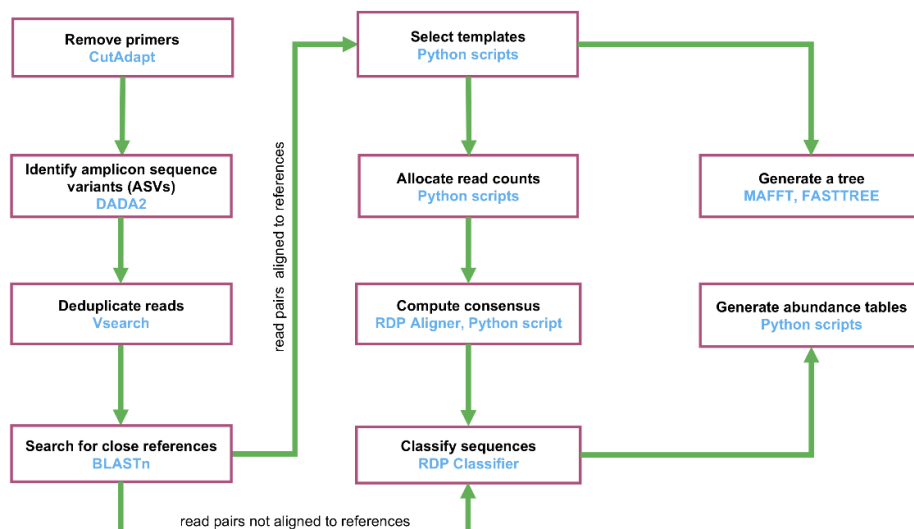 Remove primers
CutAdapt
Identify amplicon sequence
variants (ASVs)
DADA2
Deduplicate reads
Vsearch
Search for close references
BLASTn
read pairs aligned to references
read pairs not aligned to references
Select templates
Python scripts
Allocate read counts
Python scripts
Compute consensus
RDP Aligner, Python script
Classify sequences
RDP Classifier
Generate a tree
MAFFT, FASTTREE
Generate abundance tables
Python scripts